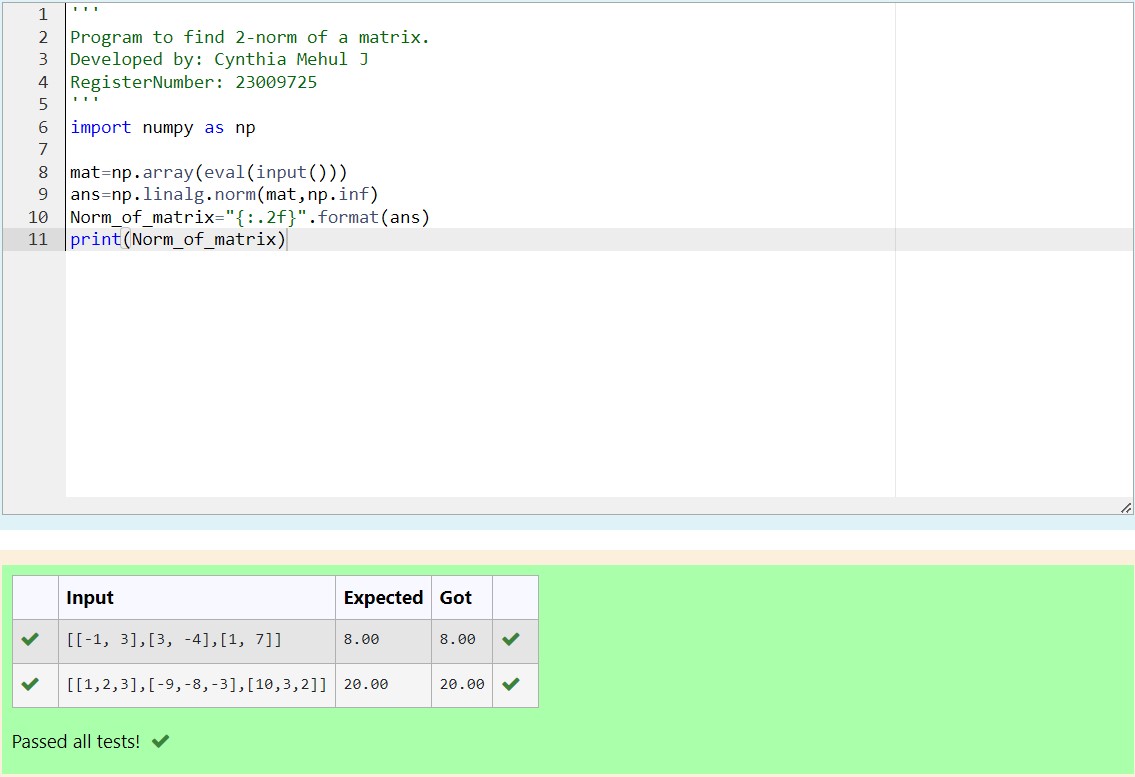 1 '''
2 Program to find 2-norm of a matrix.
3 Developed by: Cynthia Mehul J
4 RegisterNumber: 23009725
5 '''
6 import numpy as np
7
8 mat=np.array(eval(input()))
9 ans=np.linalg.norm(mat,np.inf)
10 Norm_of_matrix="{:.2f}".format(ans)
11 print(Norm_of_matrix)
Input Expected Got
[[-1, 3],[3, -4],[1, 7]] 8.00 8.00
[[1,2,3],[-9,-8,-3],[10,3,2]] 20.00 20.00
Passed all tests!